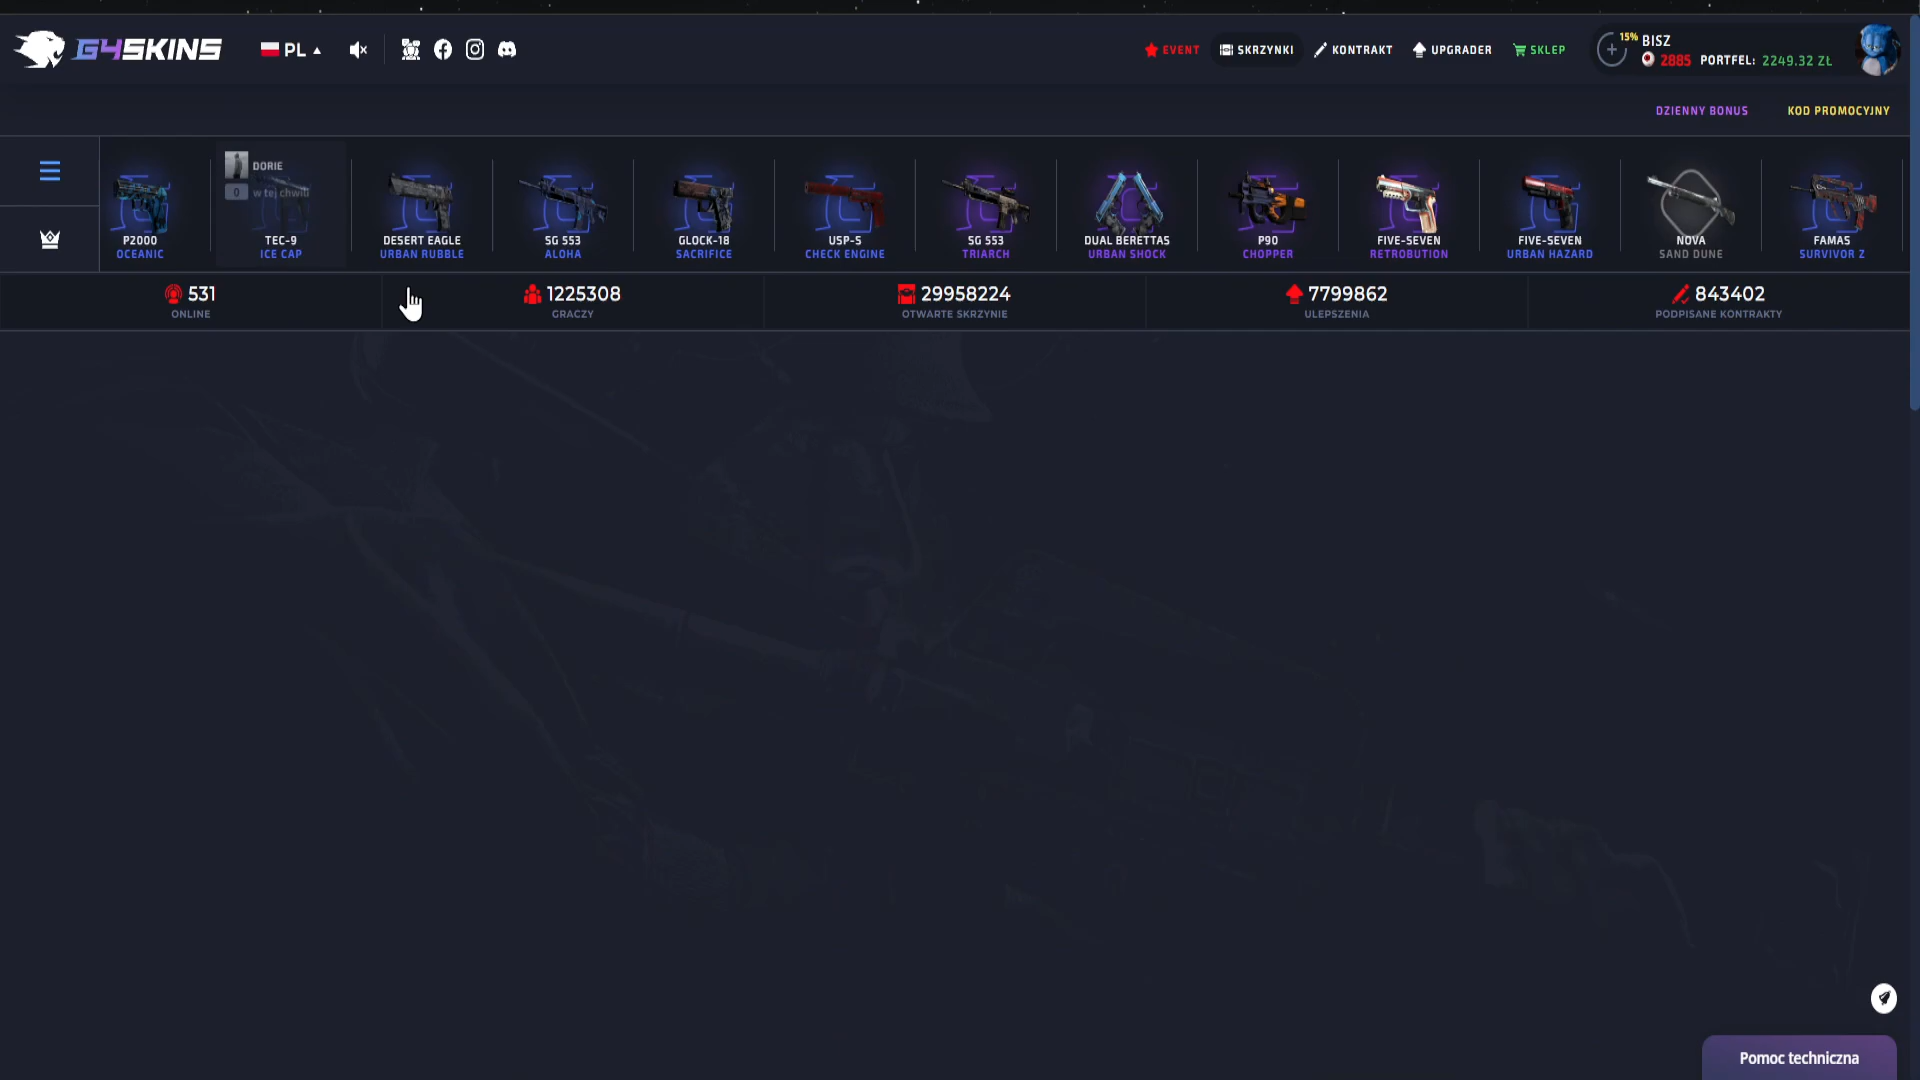 G4SKINS
PL
EVENT
SKRZYNKI
KONTRAKT
UPGRADER
SKLEP
15%
BISZ
2885 PORTFEL: 2249.32 ZŁ
DZIENNY BONUS
KOD PROMOCYJNY
P2000
OCEANIC
DORIE
w tej chwili
TEC-9
ICE CAP
DESERT EAGLE
URBAN RUBBLE
SG 553
ALOHA
GLOCK-18
SACRIFICE
USP-S
CHECK ENGINE
SG 553
TRIARCH
DUAL BERETTAS
URBAN SHOCK
P90
CHOPPER
FIVE-SEVEN
RETROBUTION
FIVE-SEVEN
URBAN HAZARD
NOVA
SAND DUNE
FAMAS
SURVIVOR Z
531
ONLINE
1225308
GRACZY
29958224
OTWARTE SKRZYNIE
7799862
ULEPSZENIA
843402
PODPISANE KONTRAKTY
Pomoc techniczna